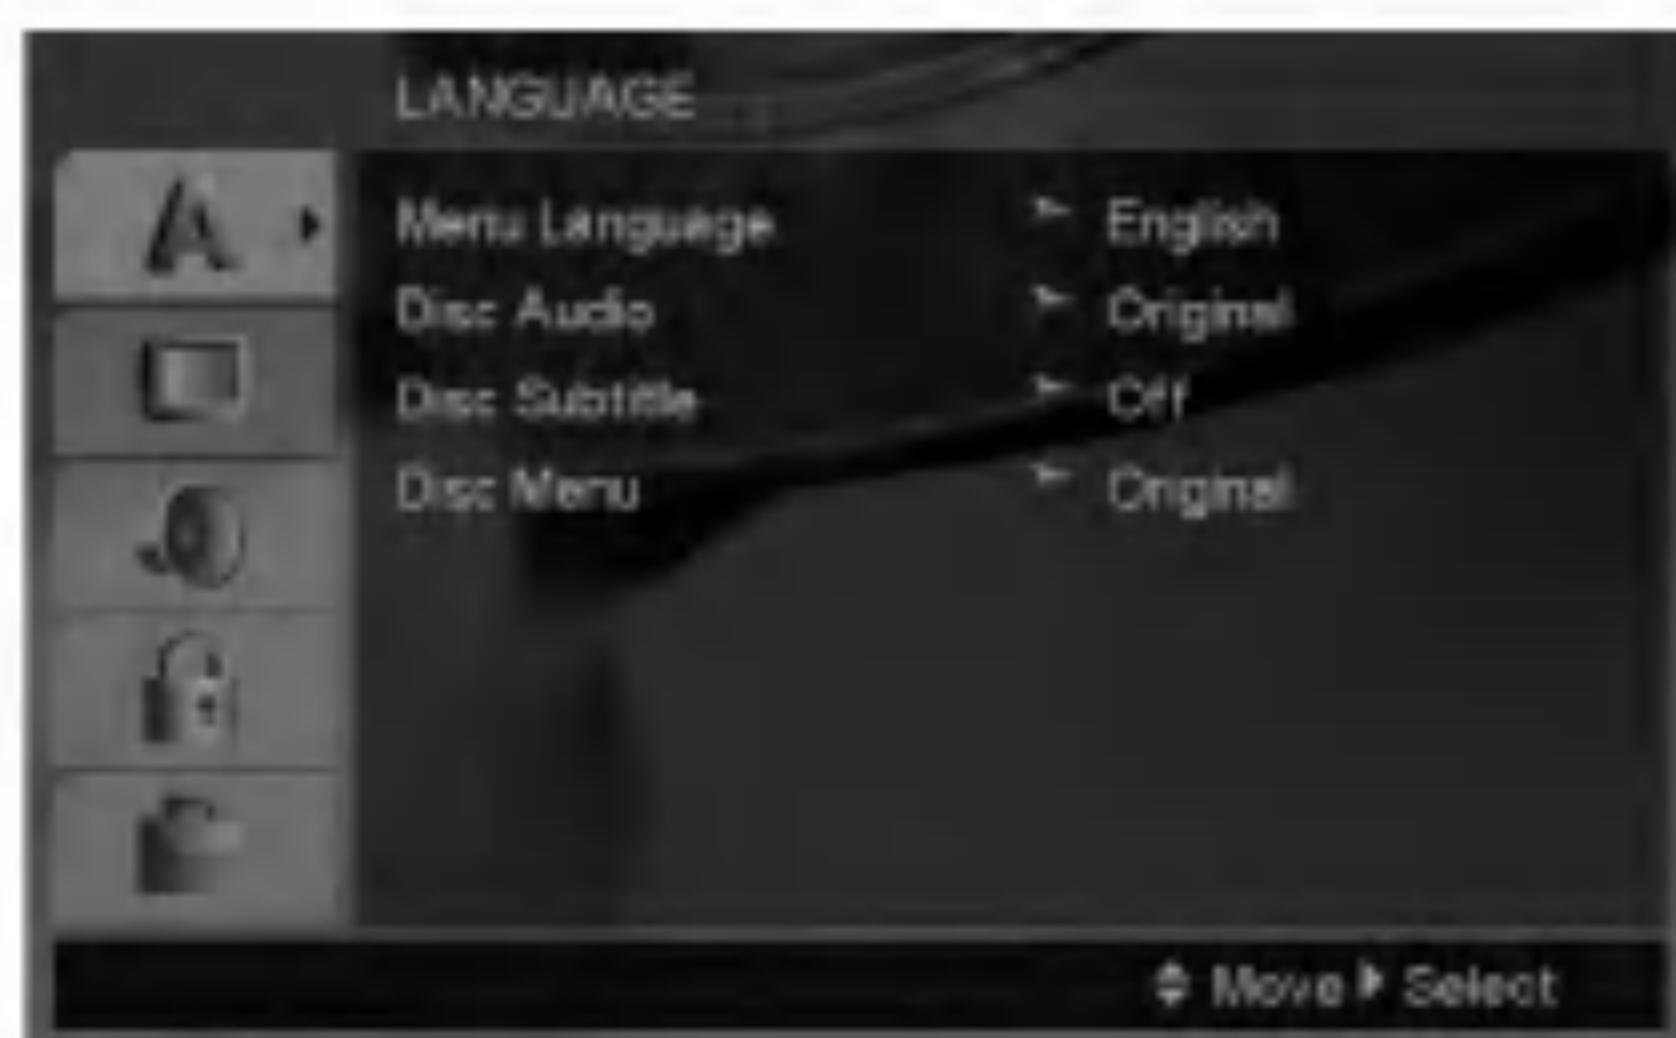 LANGUAGE
Menu Language English
Disc Audio Original
Disc Subtitle Off
Disc Menu Original
Move Select